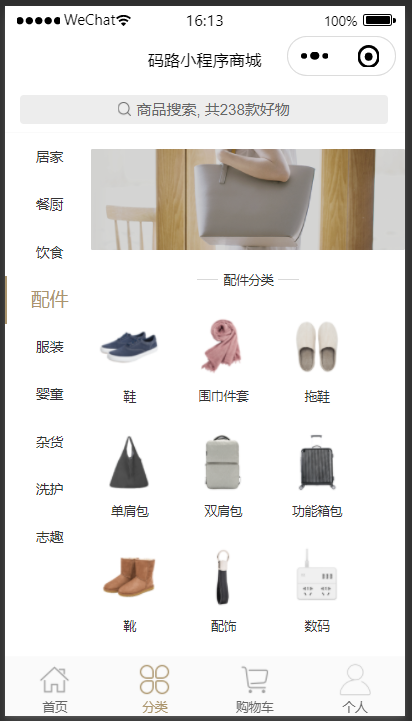 WeChat 16:13 100%
码路小程序商城
商品搜索, 共238款好物
居家
餐厨
饮食
配件
服装
婴童
杂货
洗护
志趣
配件分类
鞋 围巾件套 拖鞋
单肩包 双肩包 功能箱包
靴 配饰 数码
首页 分类 购物车 个人